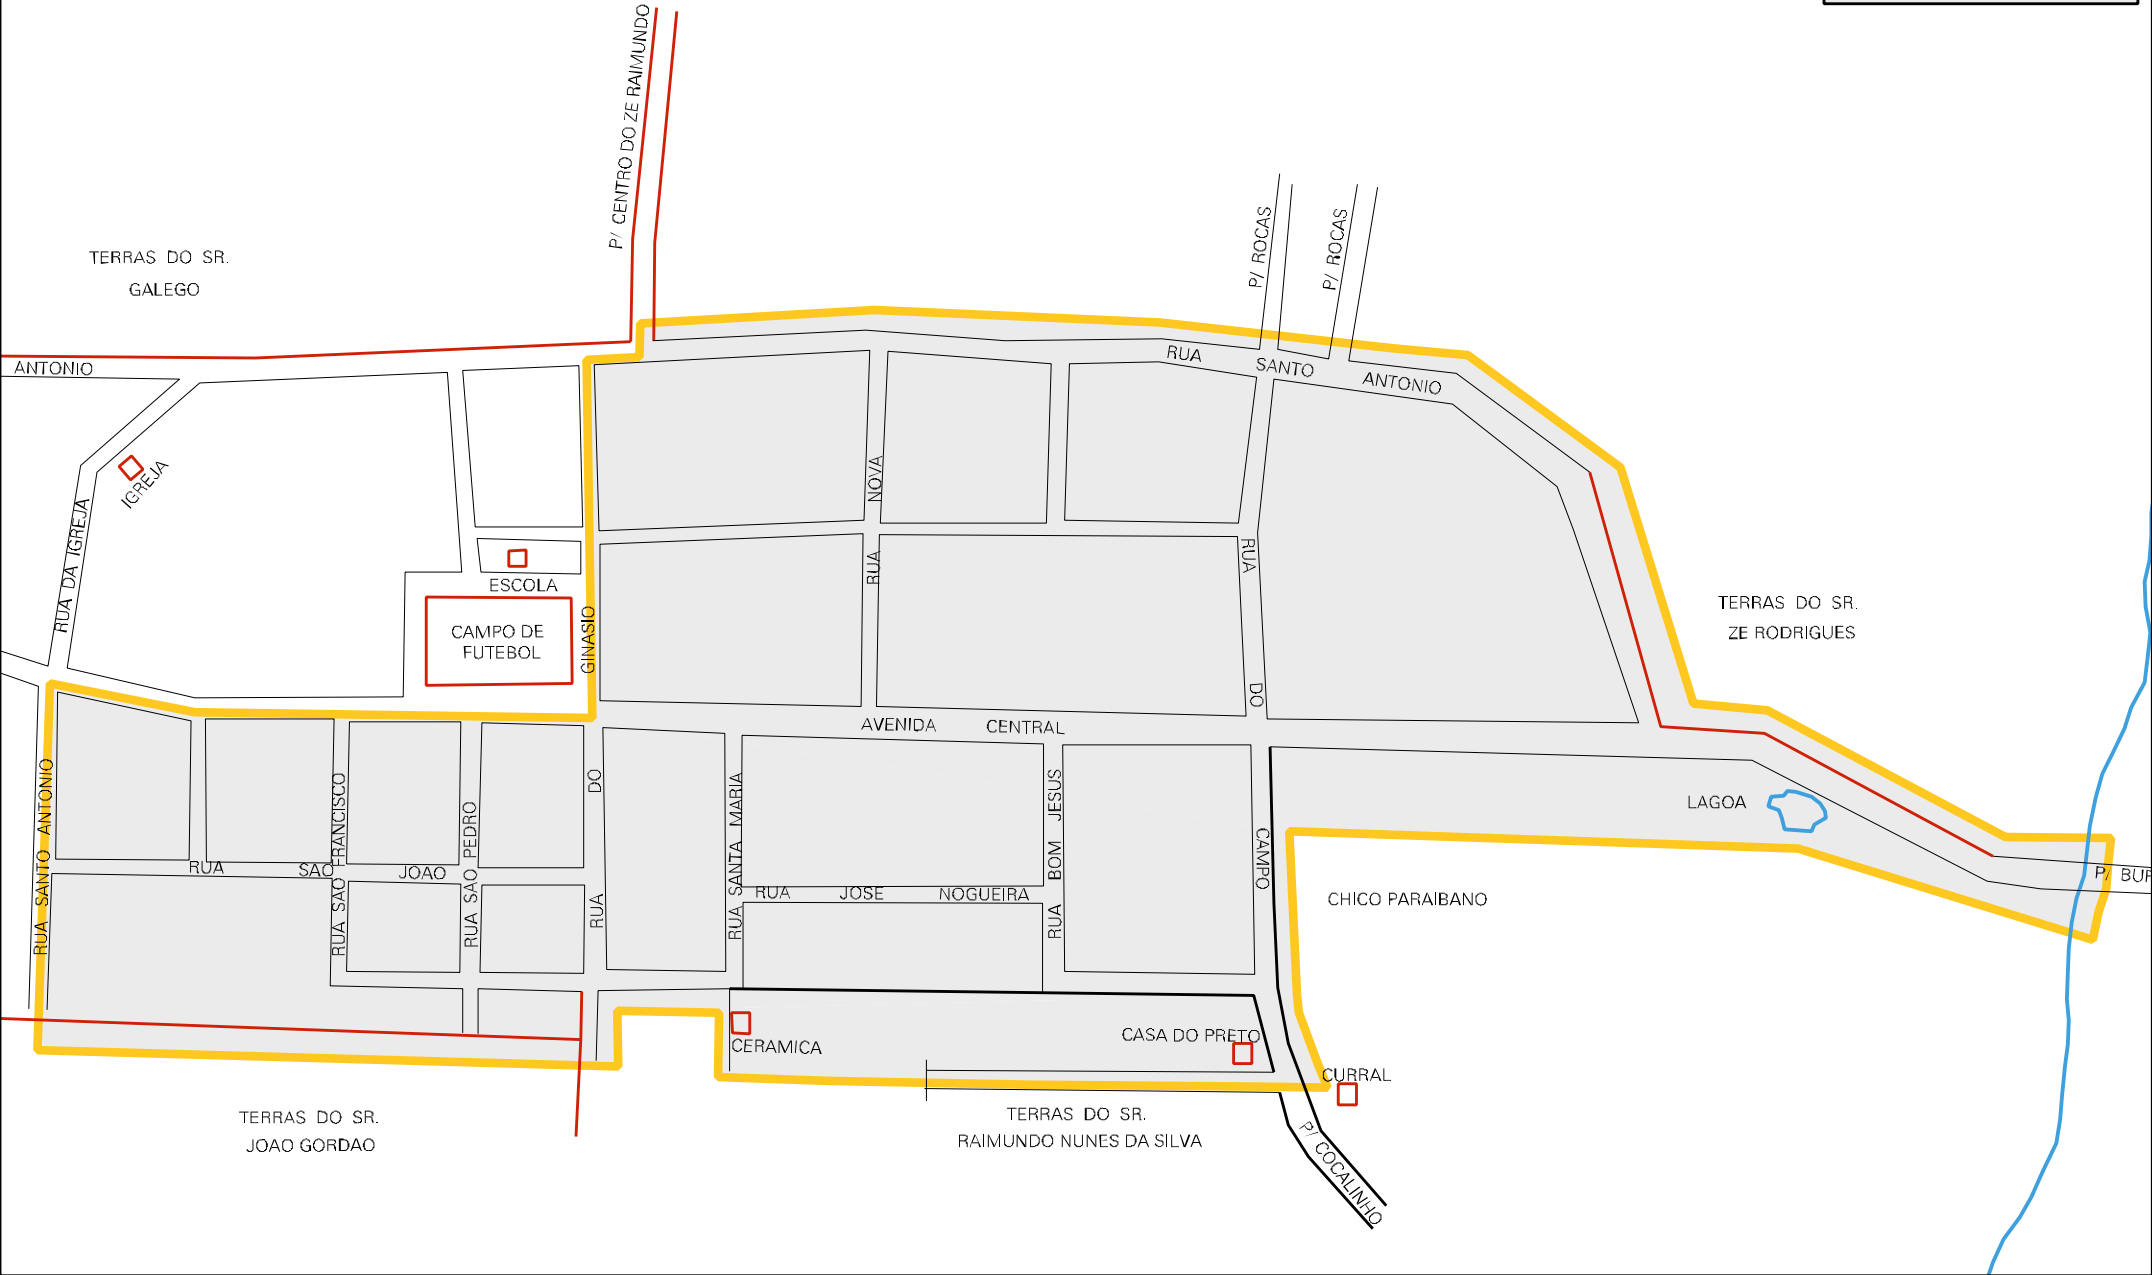 P/ CENTRO DO ZE RAIMUNDO
P/ ROCAS
P/ ROCAS
TERRAS DO SR.
GALEGO
ANTONIO
RUA SANTO ANTONIO
IGREJA
RUA DA IGREJA
NOVA
RUA
ESCOLA
CAMPO DE
FUTEBOL
GINASIO
RUA
DO
TERRAS DO SR.
ZE RODRIGUES
AVENIDA CENTRAL
RUA SANTO ANTONIO
RUA SAO FRANCISCO
RUA SAO PEDRO
DO
RUA
RUA SANTA MARIA
RUA BOM JESUS
CAMPO
LAGOA
RUA SAO JOAO
RUA JOSE NOGUEIRA
CHICO PARAIBANO
P/ BUR
CERAMICA
CASA DO PRETO
CURRAL
TERRAS DO SR.
JOAO GORDAO
TERRAS DO SR.
RAIMUNDO NUNES DA SILVA
P/ COCALINHO